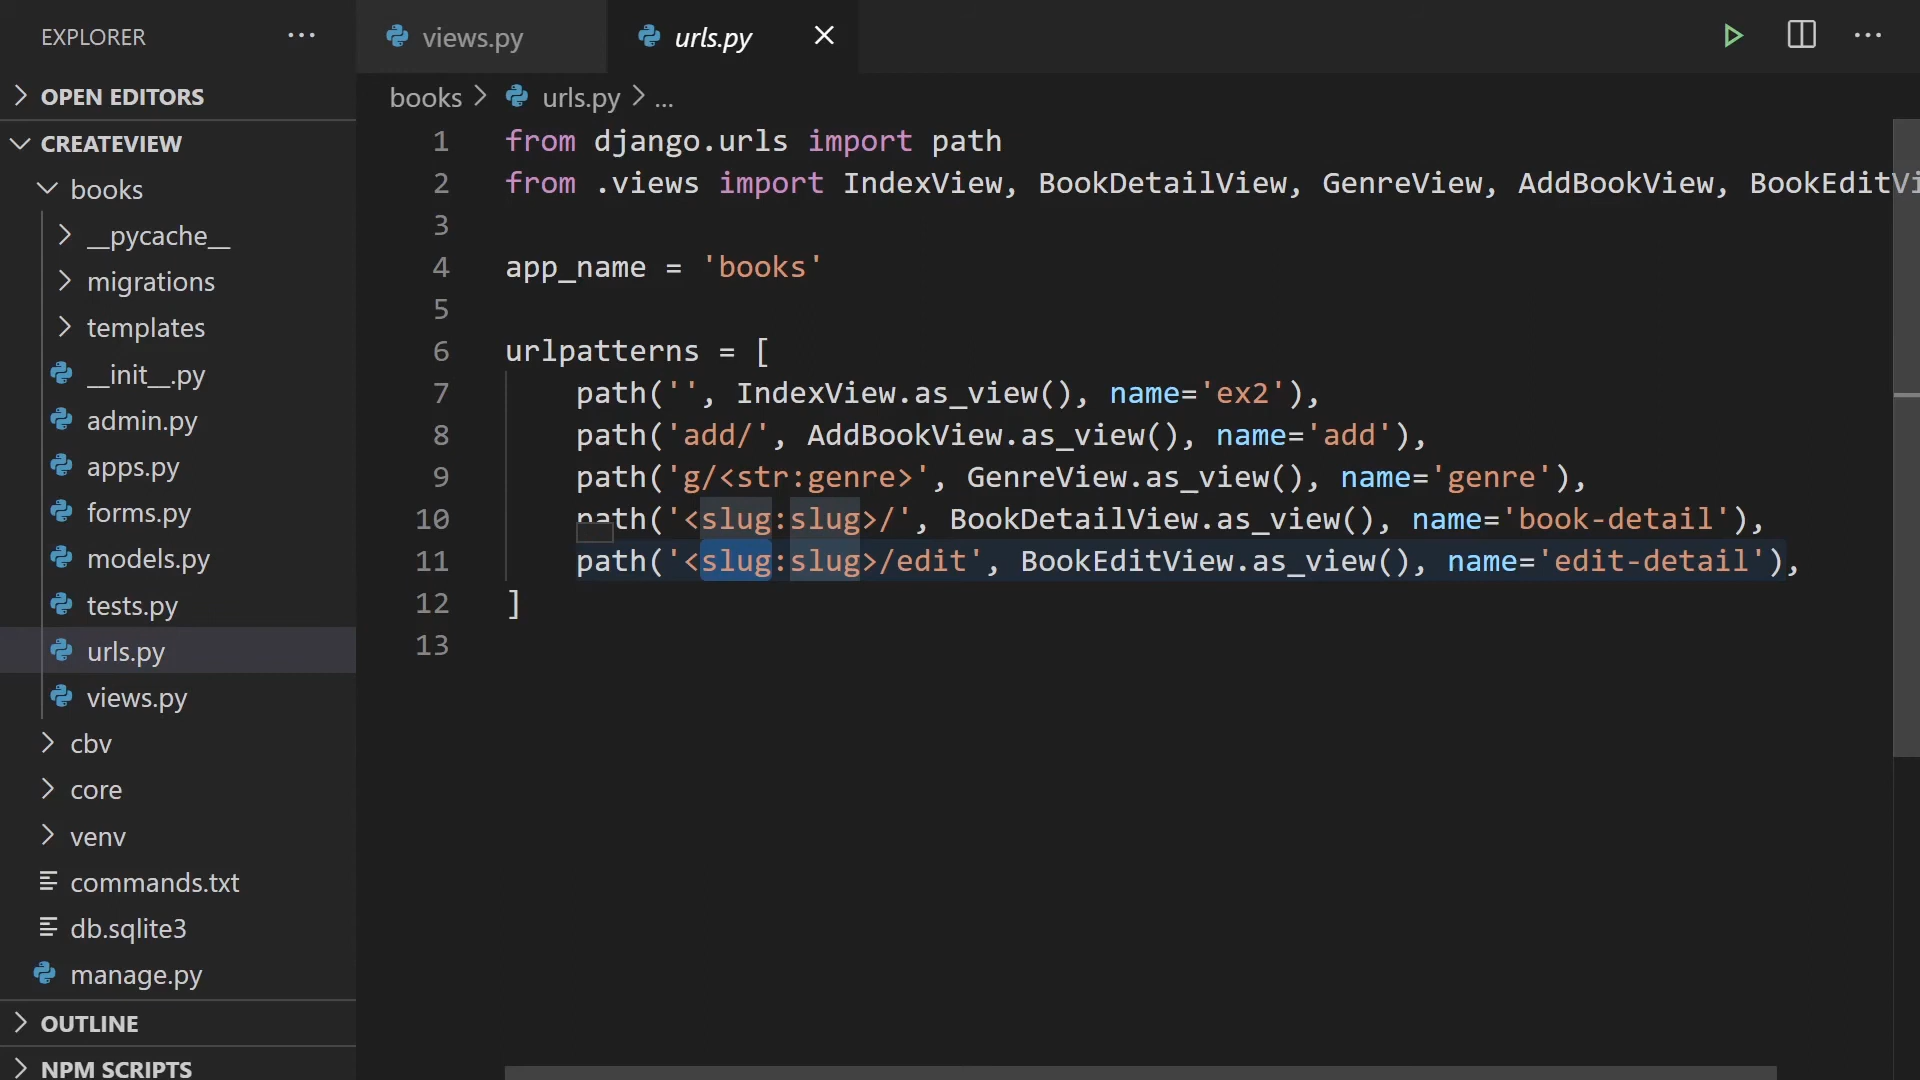 EXPLORER
OPEN EDITORS
CREATEVIEW
books
__pycache__
migrations
templates
__init__.py
admin.py
apps.py
forms.py
models.py
tests.py
urls.py
views.py
cbv
core
venv
commands.txt
db.sqlite3
manage.py
OUTLINE
NPM SCRIPTS
views.py
urls.py
books > urls.py > ...
1 from django.urls import path
2 from .views import IndexView, BookDetailView, GenreView, AddBookView, BookEditVi
3
4 app_name = 'books'
5
6 urlpatterns = [
7 path('', IndexView.as_view(), name='ex2'),
8 path('add/', AddBookView.as_view(), name='add'),
9 path('g/<str:genre>', GenreView.as_view(), name='genre'),
10 path('<slug:slug>/', BookDetailView.as_view(), name='book-detail'),
11 path('<slug:slug>/edit', BookEditView.as_view(), name='edit-detail'),
12 ]
13